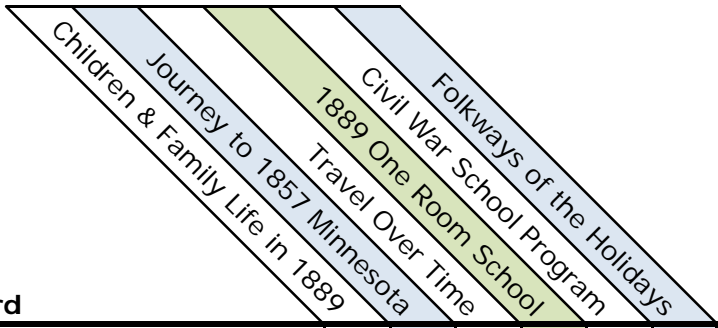 Children & Family Life in 1889
Journey to 1857 Minnesota
Travel Over Time
1889 One Room School
Civil War School Program
Folkways of the Holidays
rd